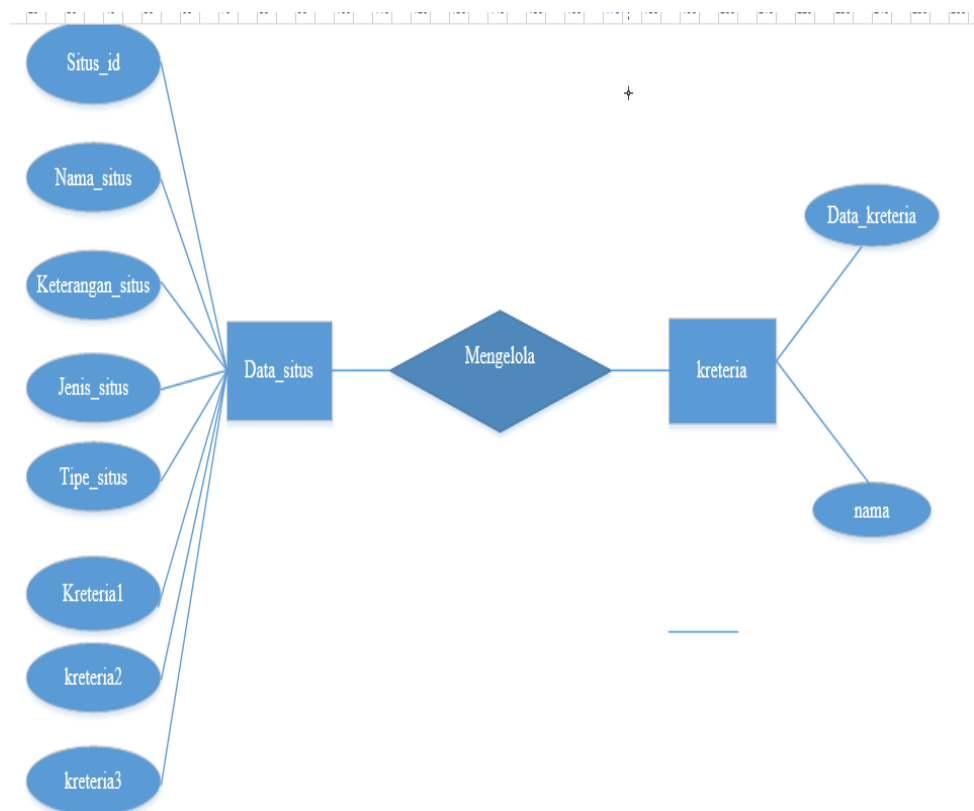 Situs_id
Nama_situs
Keterangan_situs
Jenis_situs
Tipe_situs
Kreteria1
kreteria2
kreteria3
Data_situs
Mengelola
kreteria
Data_kreteria
nama